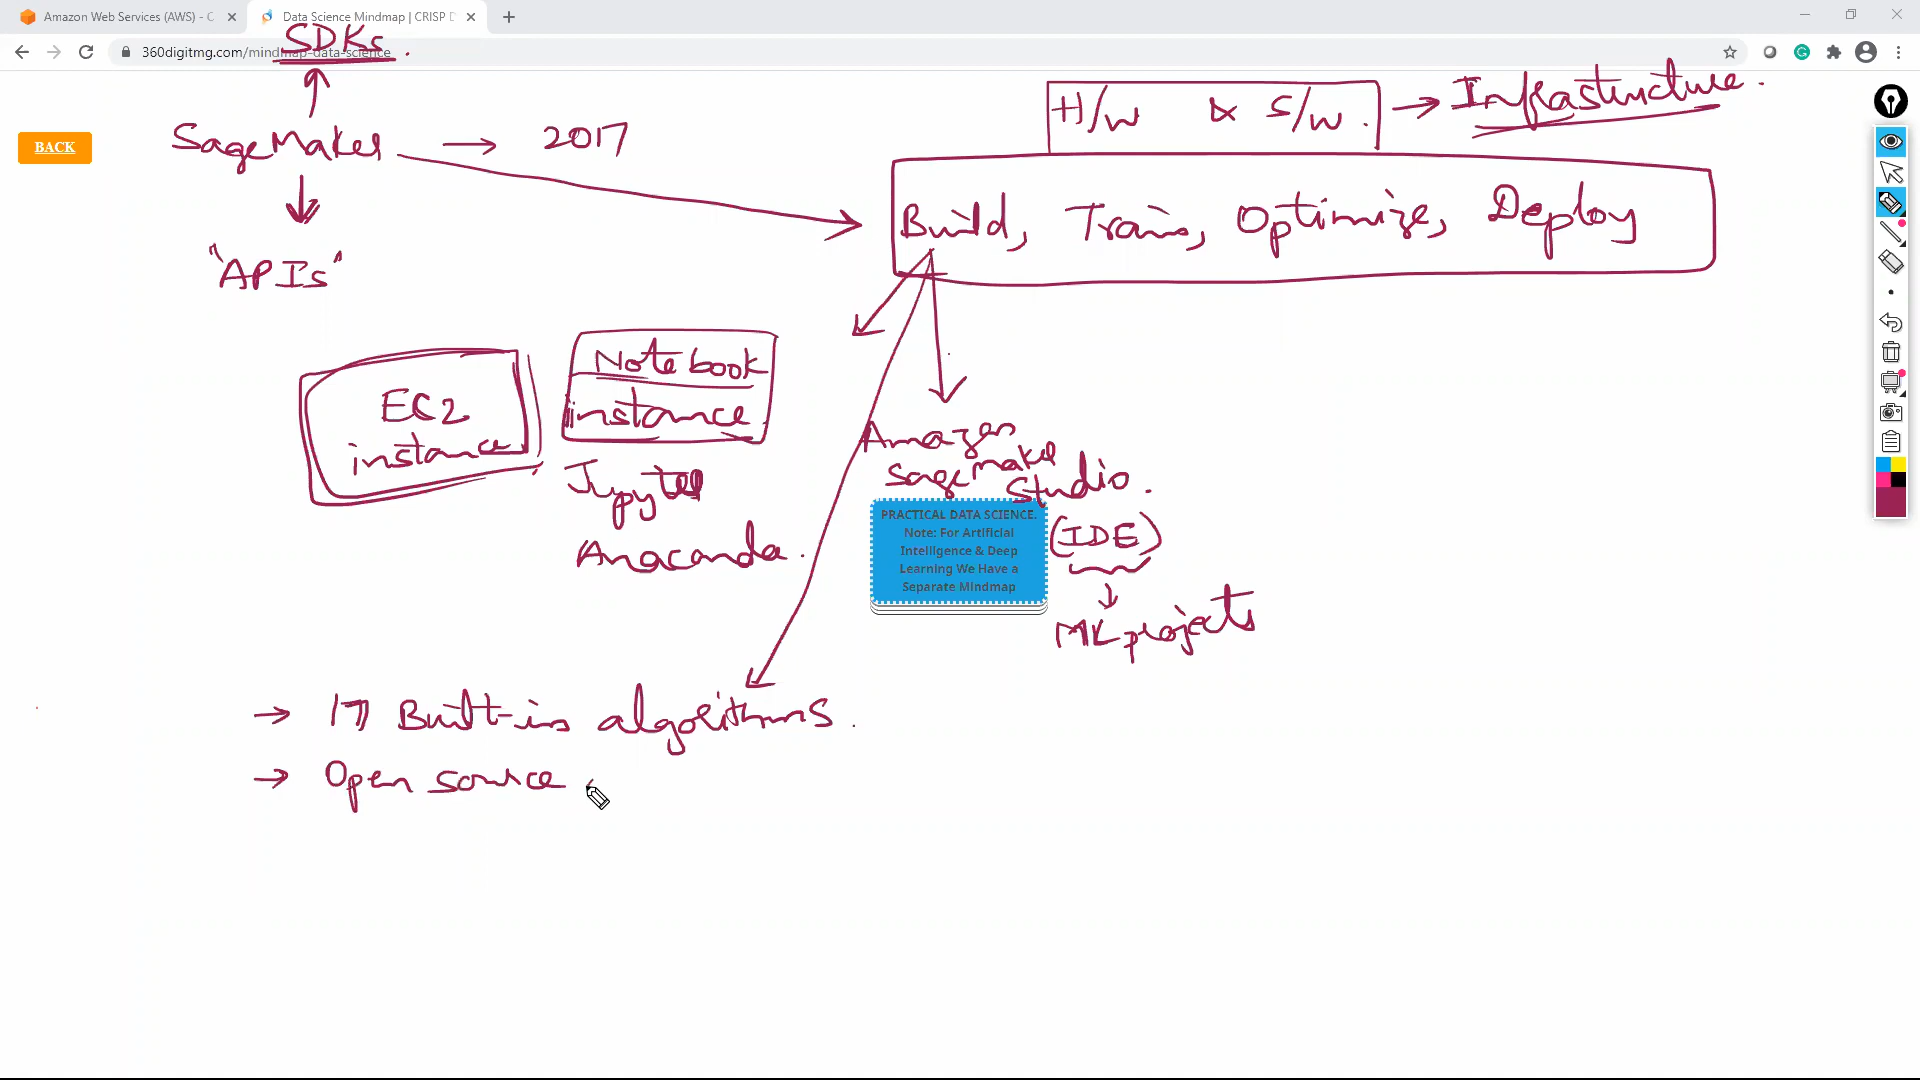 Amazon Web Services (AWS) - C
Data Science Mindmap | CRISP D
360digitmg.com/mindmap-data-science
SDKs.
H/w & S/w. → Infrastructure.
BACK
SageMaker → 2017
Build, Train, Optimize, Deploy
"APIs"
EC2
instance
Notebook
instance
Jupyter
Anaconda.
Amazon
SageMaker
Studio.
(IDE)
PRACTICAL DATA SCIENCE.
Note: For Artificial
Intelligence & Deep
Learning We Have a
Separate Mindmap
ML projects
→ 17 Built-in algorithms.
→ Open source